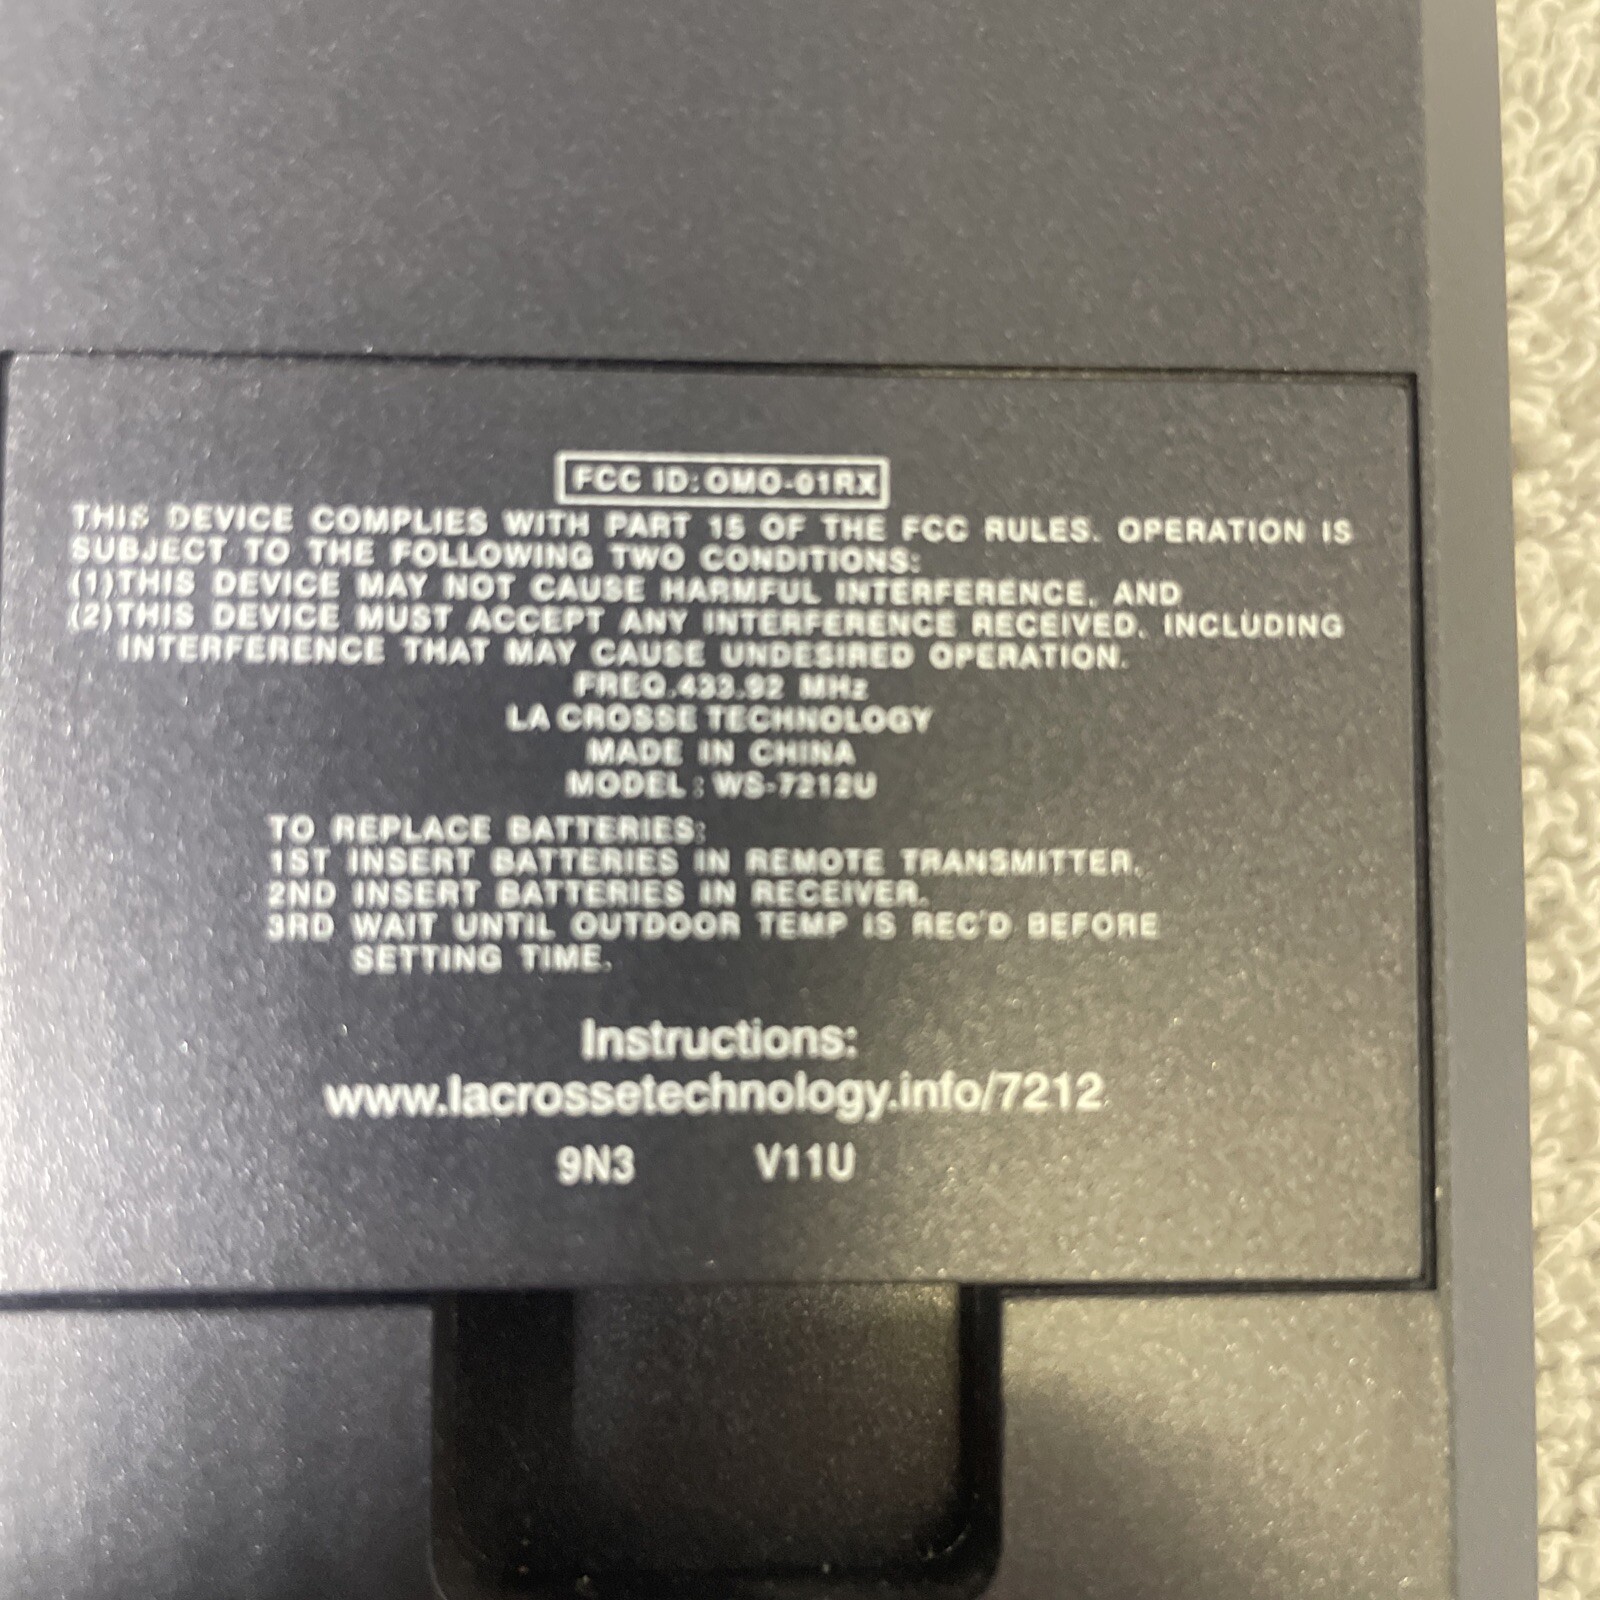 FCC ID: OMO-01RX
THIS DEVICE COMPLIES WITH PART 15 OF THE FCC RULES. OPERATION IS
SUBJECT TO THE FOLLOWING TWO CONDITIONS:
(1)THIS DEVICE MAY NOT CAUSE HARMFUL INTERFERENCE, AND
(2)THIS DEVICE MUST ACCEPT ANY INTERFERENCE RECEIVED, INCLUDING
INTERFERENCE THAT MAY CAUSE UNDESIRED OPERATION.
FREQ.433.92 MHz
LA CROSSE TECHNOLOGY
MADE IN CHINA
MODEL: WS-7212U
TO REPLACE BATTERIES:
1ST INSERT BATTERIES IN REMOTE TRANSMITTER.
2ND INSERT BATTERIES IN RECEIVER.
3RD WAIT UNTIL OUTDOOR TEMP IS REC'D BEFORE
SETTING TIME.
Instructions:
www.lacrossetechnology.info/7212
9N3 V11U